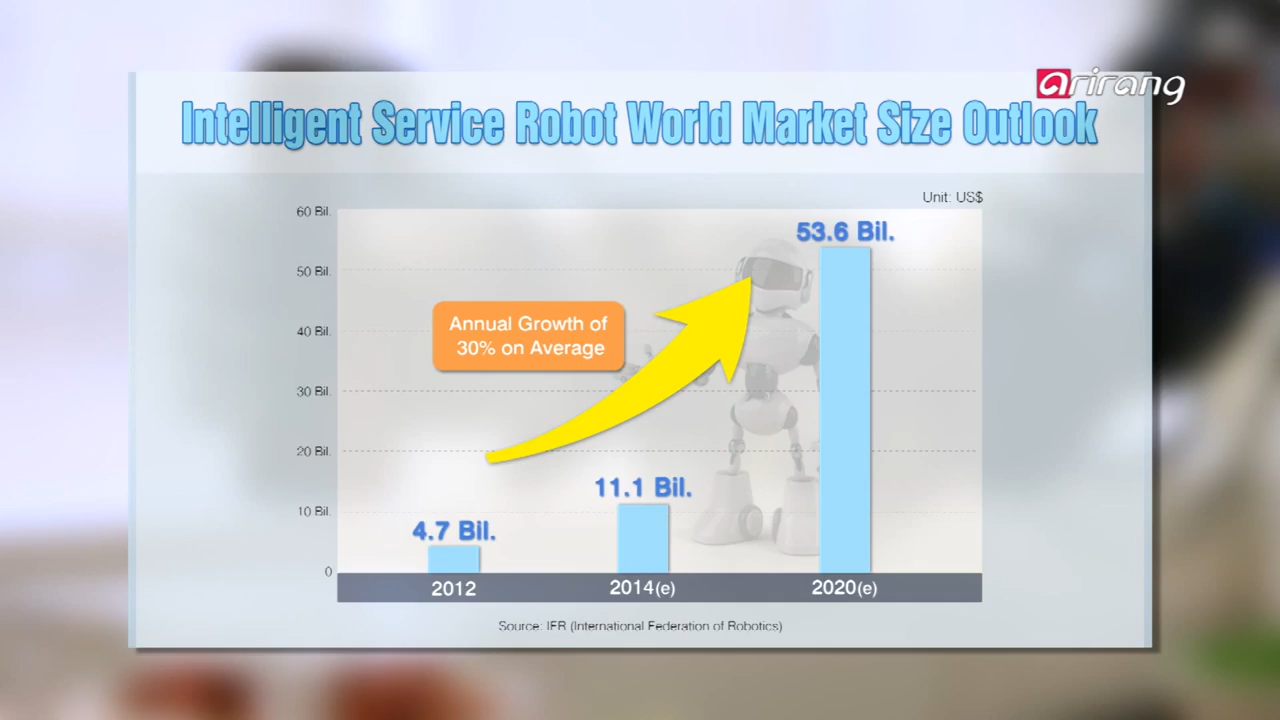 arirang
Intelligent Service Robot World Market Size Outlook
Unit: US$
60 Bil.
50 Bil.
40 Bil.
30 Bil.
20 Bil.
10 Bil.
0
Annual Growth of
30% on Average
4.7 Bil.
11.1 Bil.
53.6 Bil.
2012
2014(e)
2020(e)
Source: IFR (International Federation of Robotics)